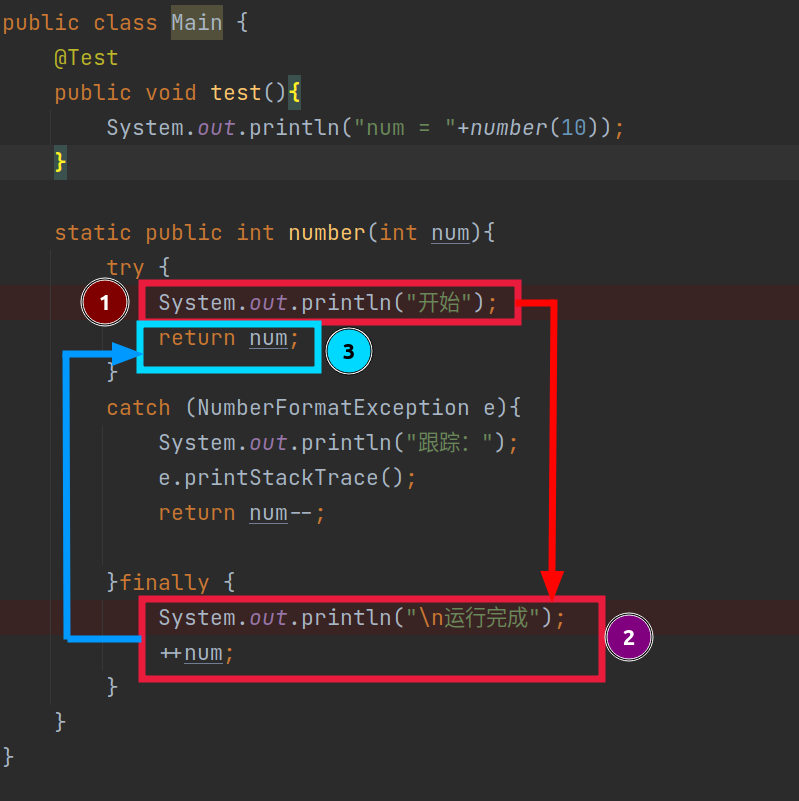 public class Main {
@Test
public void test(){
System.out.println("num = "+number(10));
}
static public int number(int num){
try {
1 System.out.println("开始");
return num; 3
}
catch (NumberFormatException e){
System.out.println("跟踪: ");
e.printStackTrace();
return num--;
}finally {
System.out.println("\n运行完成");
2
++num;
}
}
}